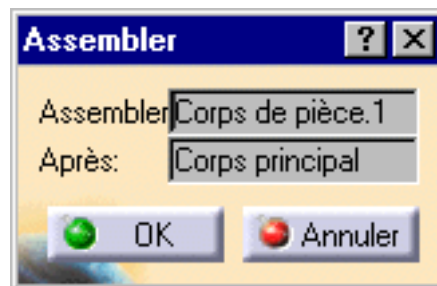 Assembler
Assembler Corps de pièce.1
Après: Corps principal
OK Annuler